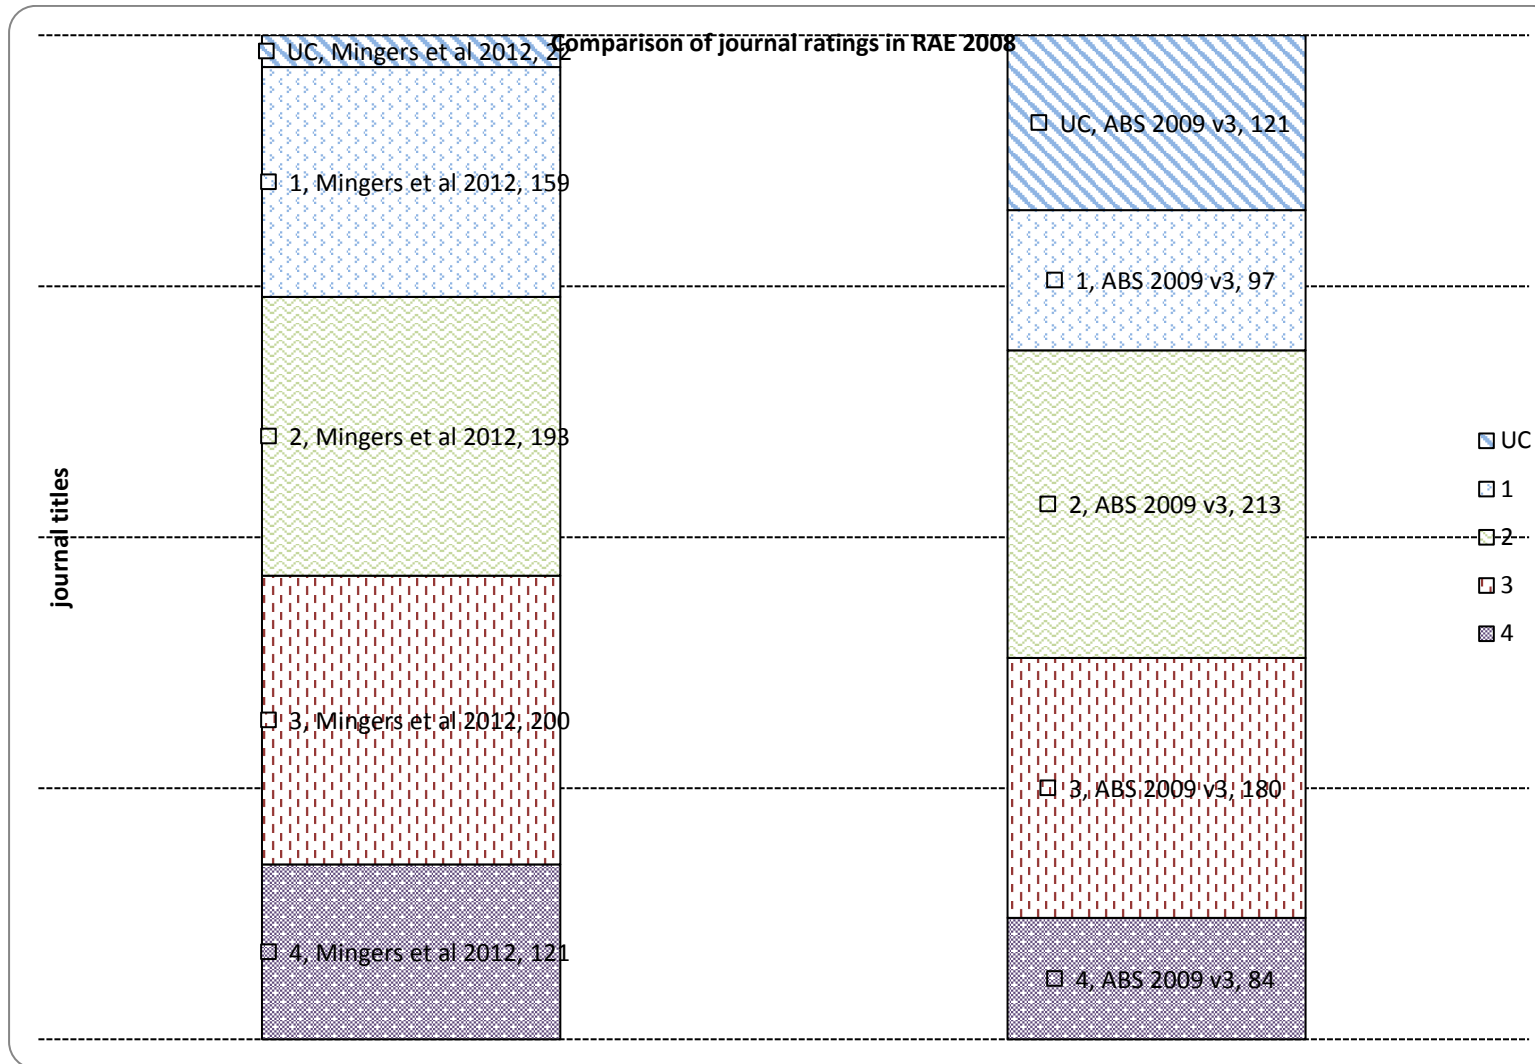 Comparison of journal ratings in RAE 2008
journal titles
UC, Mingers et al 2012, 22
1, Mingers et al 2012, 159
2, Mingers et al 2012, 193
3, Mingers et al 2012, 200
4, Mingers et al 2012, 121
UC, ABS 2009 v3, 121
1, ABS 2009 v3, 97
2, ABS 2009 v3, 213
3, ABS 2009 v3, 180
4, ABS 2009 v3, 84
UC
1
2
3
4